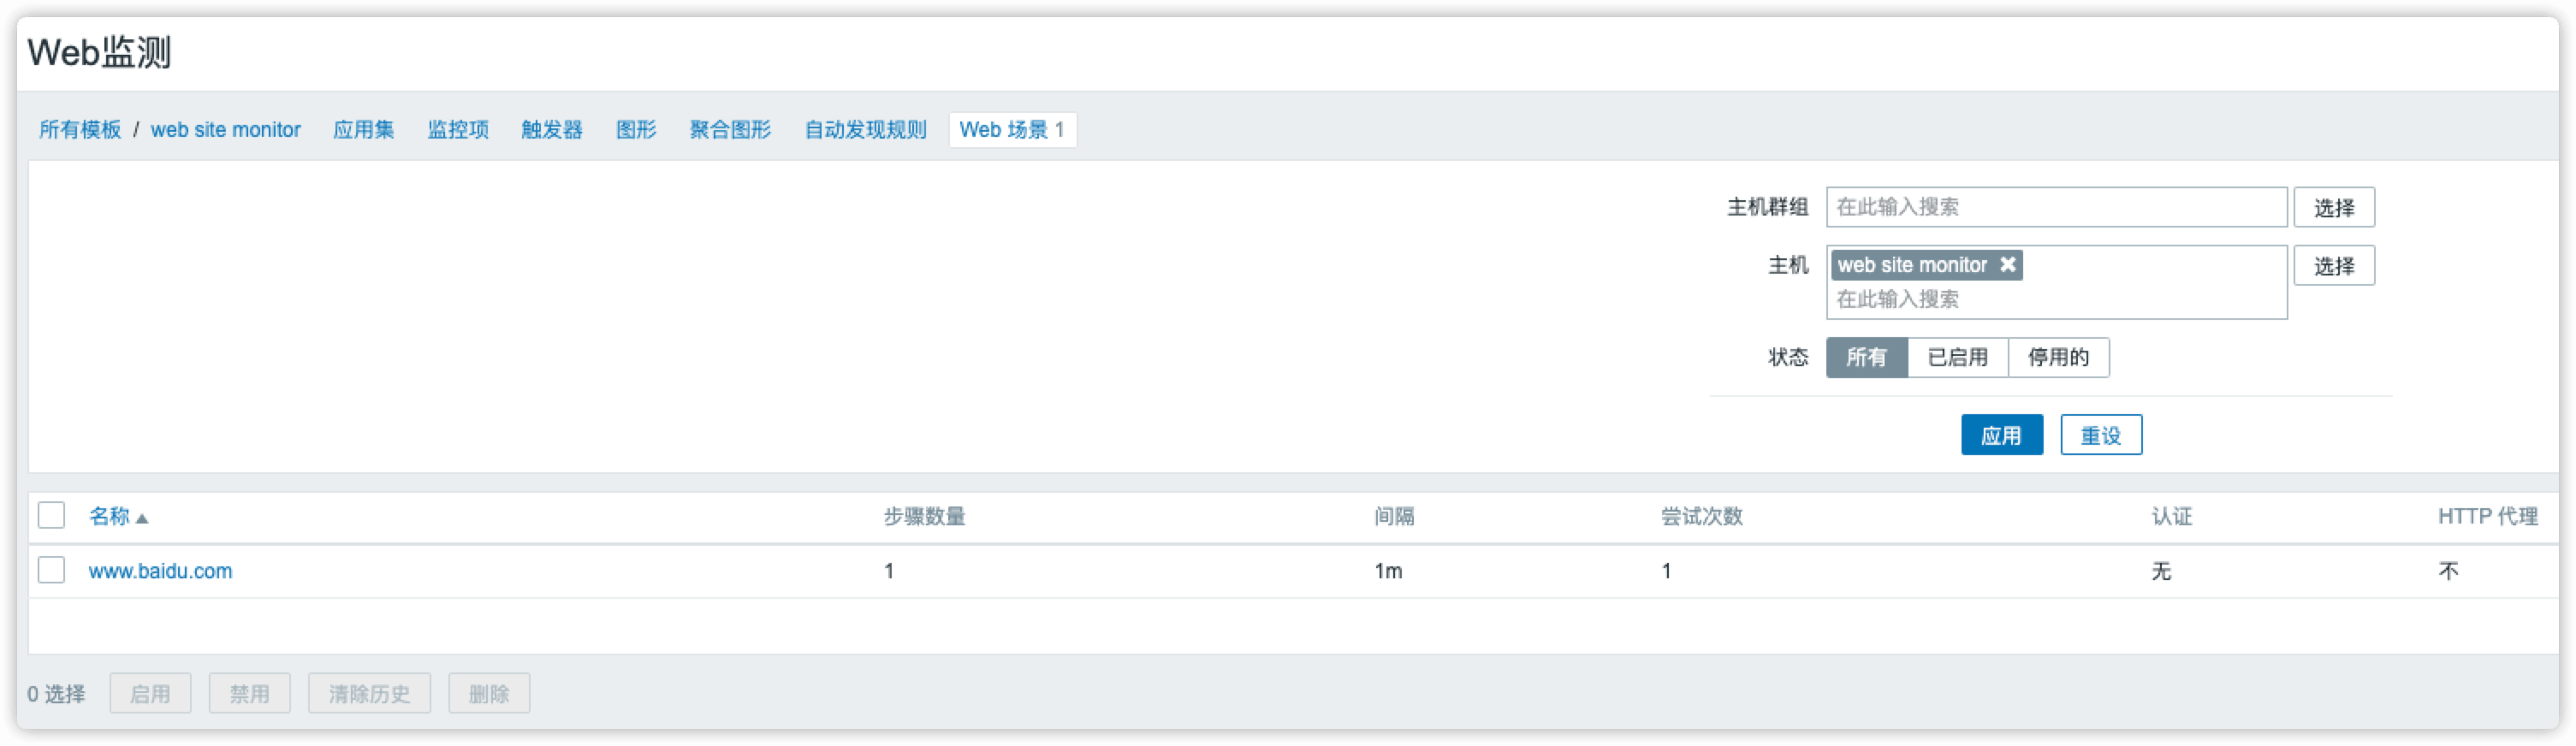 Web监测
所有模板 / web site monitor 应用集 监控项 触发器 图形 聚合图形 自动发现规则 Web 场景 1
主机群组 在此输入搜索 选择
主机 web site monitor 选择
在此输入搜索
状态 所有 已启用 停用的
应用 重设
名称 步骤数量 间隔 尝试次数 认证 HTTP 代理
www.baidu.com 1 1m 1 无 不
0 选择 启用 禁用 清除历史 删除